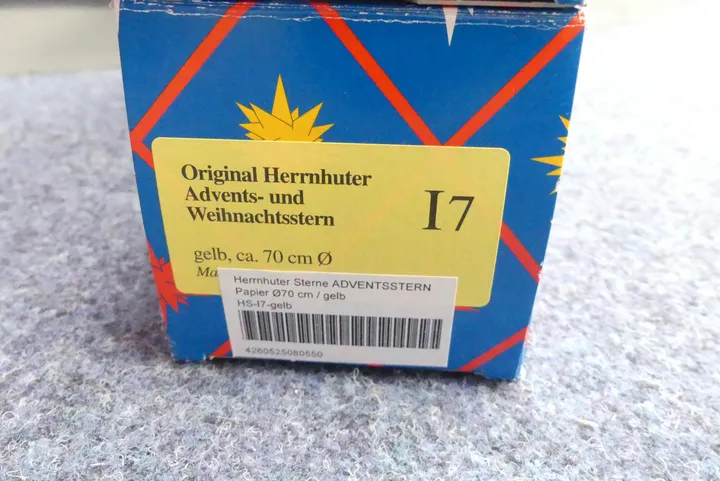 Original Herrnhuter
Advents- und
Weihnachtsstern
I7
gelb, ca. 70 cm Ø
Herrnhuter Sterne ADVENTSSTERN
Papier Ø70 cm / gelb
HS-I7-gelb
4260525080550